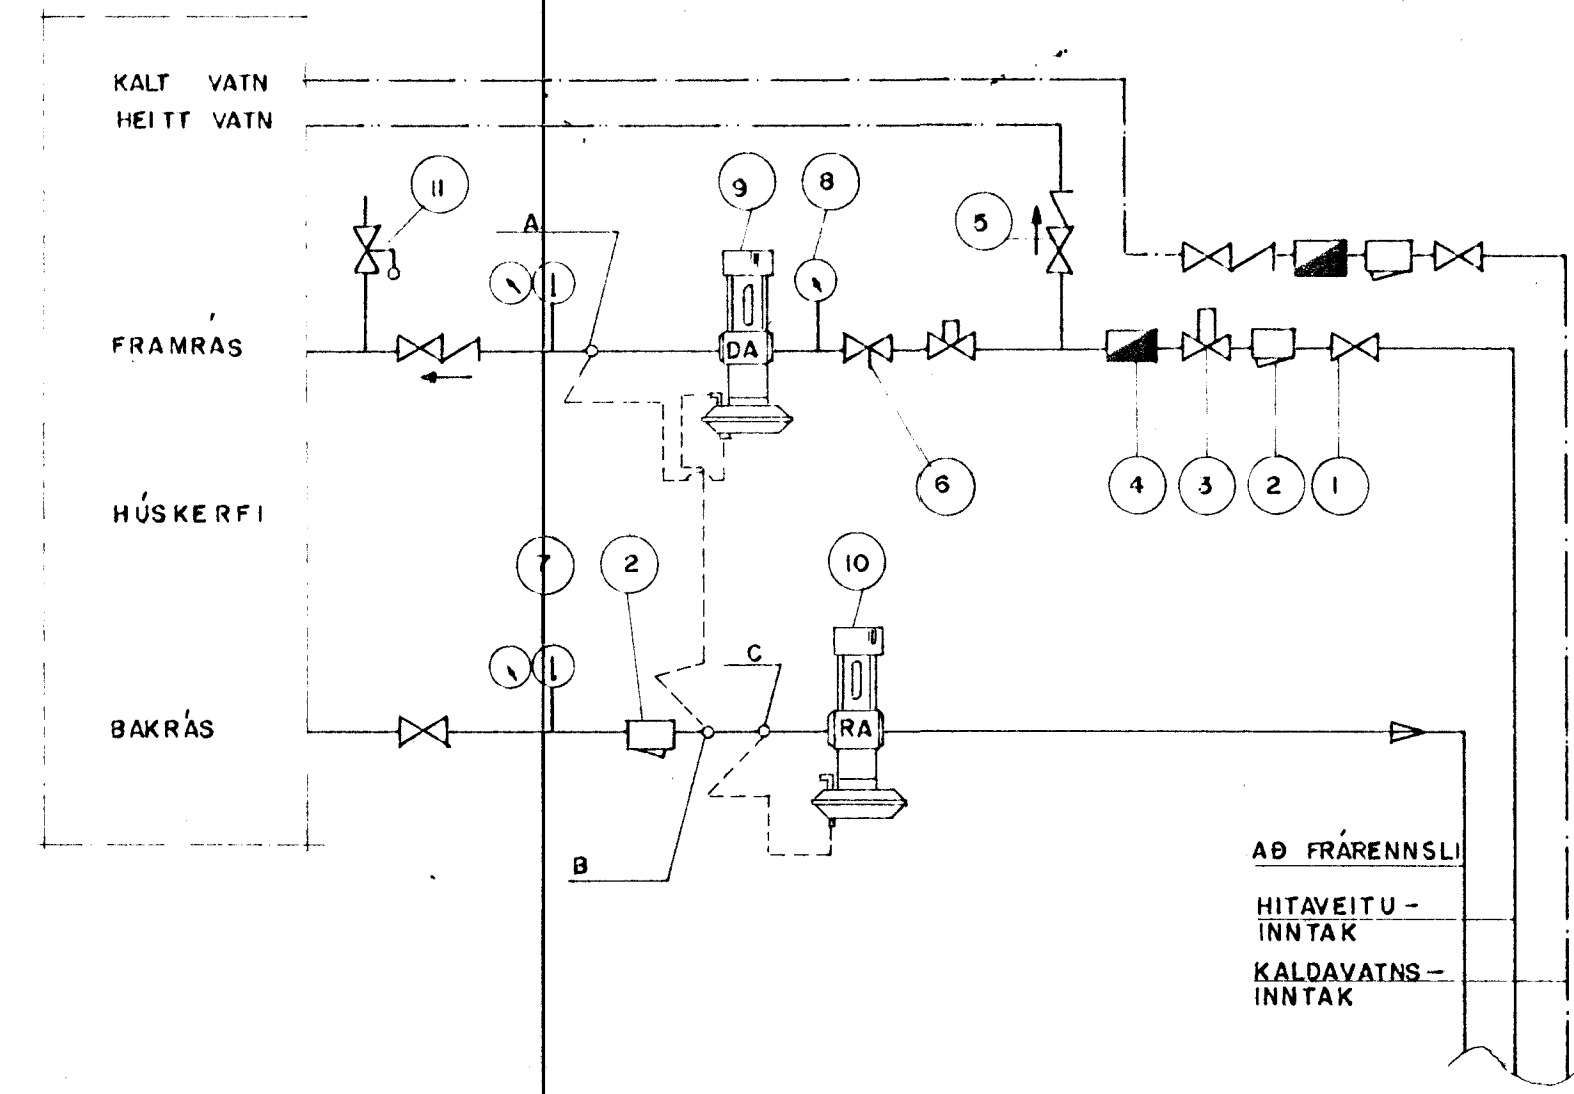 KALT VATN
HEITT VATN
11
9
8
5
A
FRAMRÁS
DA
6
4
3
2
1
HÚSKERFI
7
2
10
C
BAKRÁS
RA
B
AÐ FRÁRENNSLI
HITAVEITU-
INNTAK
KALDAVATNS-
INNTAK